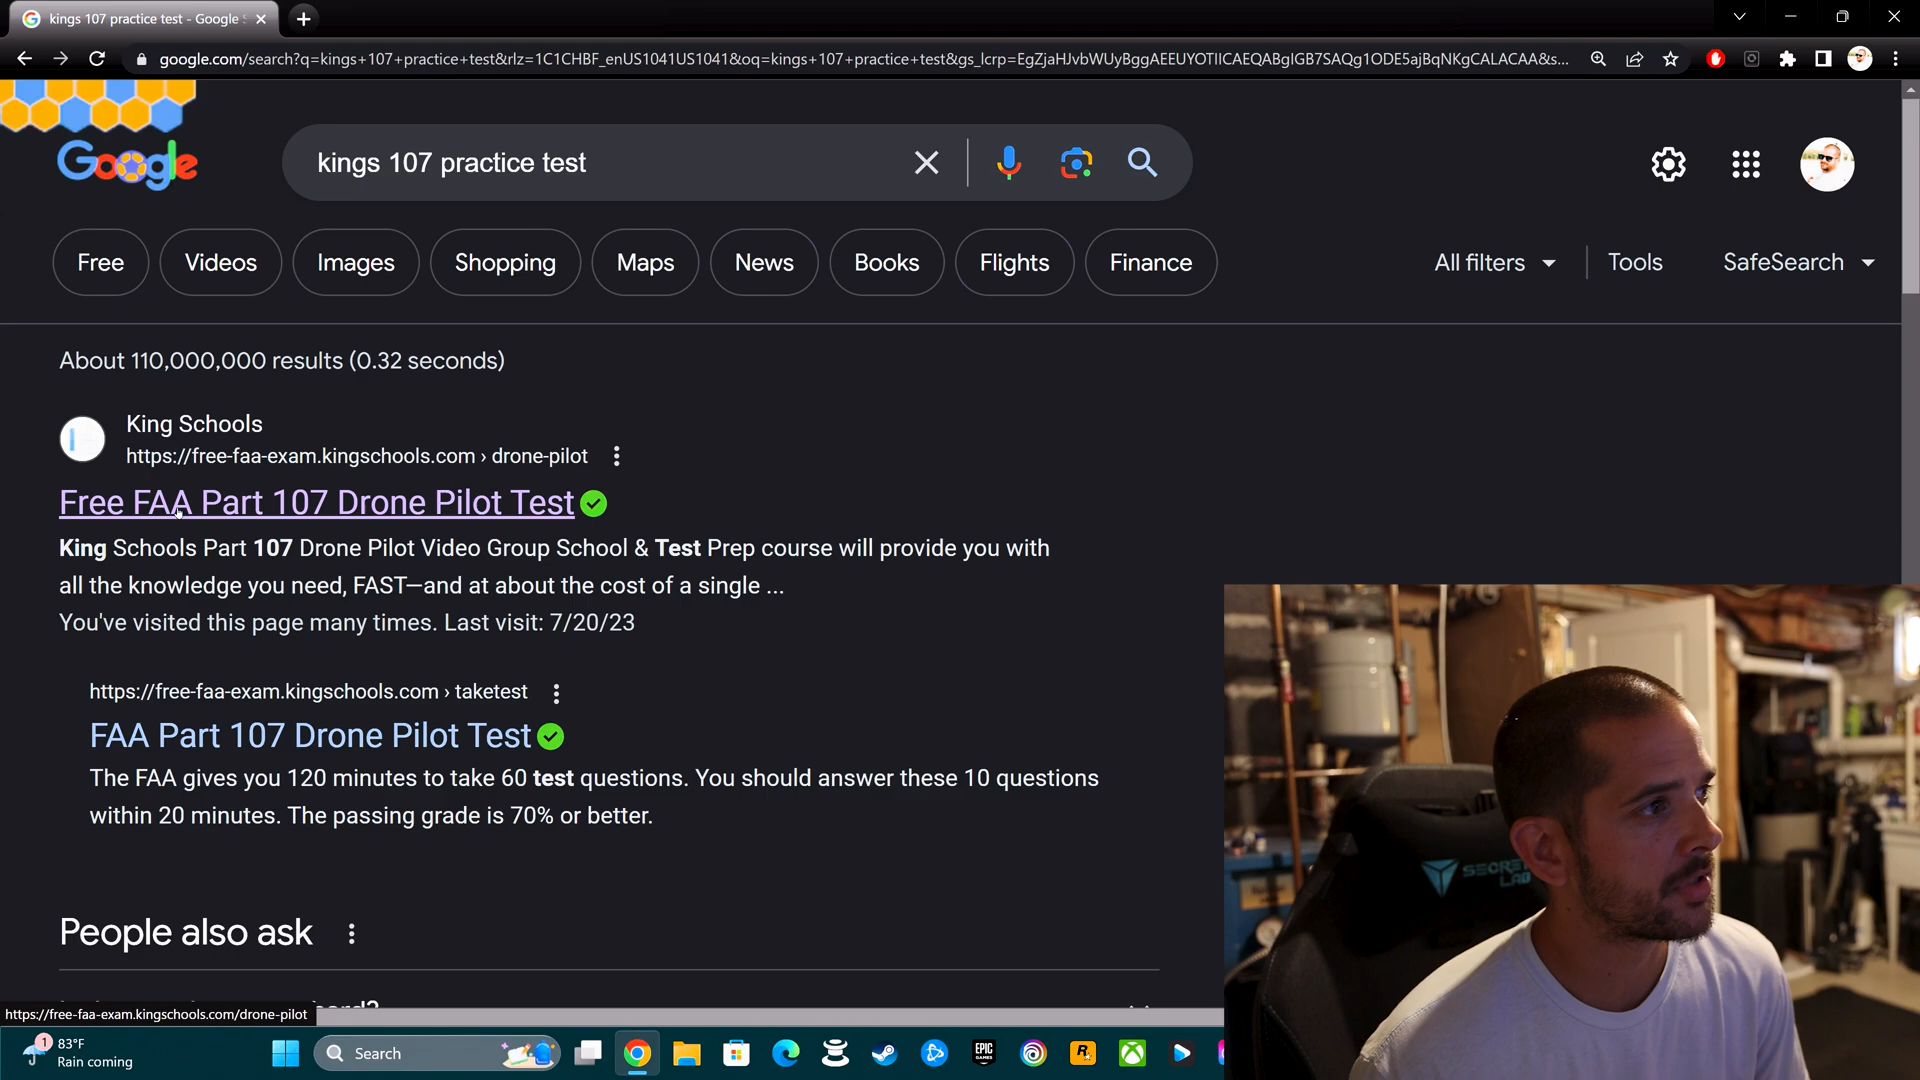 kings 107 practice test - Google S
google.com/search?q=kings+107+practice+test&rlz=1C1CHBF_enUS1041US1041&oq=kings+107+practice+test&gs_lcrp=EgZjaHJvbWUyBggAEEUYOTIICAEQABgIGB7SAQg1ODE5ajBqNKgCALACAA&s...
Google
kings 107 practice test
Free
Videos
Images
Shopping
Maps
News
Books
Flights
Finance
All filters
Tools
SafeSearch
About 110,000,000 results (0.32 seconds)
King Schools
https://free-faa-exam.kingschools.com › drone-pilot
Free FAA Part 107 Drone Pilot Test
King Schools Part 107 Drone Pilot Video Group School & Test Prep course will provide you with
all the knowledge you need, FAST—and at about the cost of a single ...
You've visited this page many times. Last visit: 7/20/23
https://free-faa-exam.kingschools.com › taketest
FAA Part 107 Drone Pilot Test
The FAA gives you 120 minutes to take 60 test questions. You should answer these 10 questions
within 20 minutes. The passing grade is 70% or better.
People also ask
https://free-faa-exam.kingschools.com/drone-pilot
SECRET
LAB
1
83°F
Rain coming
Search
EPIC
GAMES
R